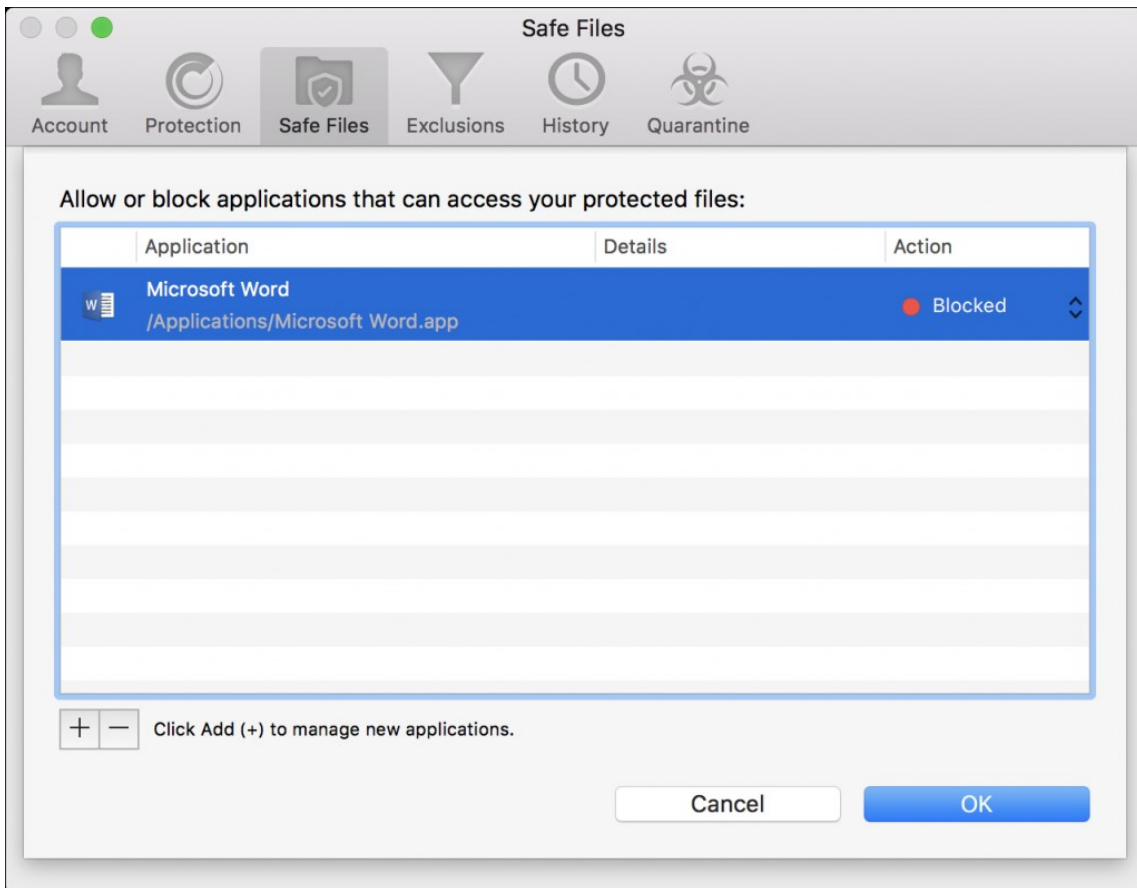 Safe Files
Account Protection Safe Files Exclusions History Quarantine
Allow or block applications that can access your protected files:
Application Details Action
W Microsoft Word
/Applications/Microsoft Word.app
Blocked
+ − Click Add (+) to manage new applications.
Cancel OK